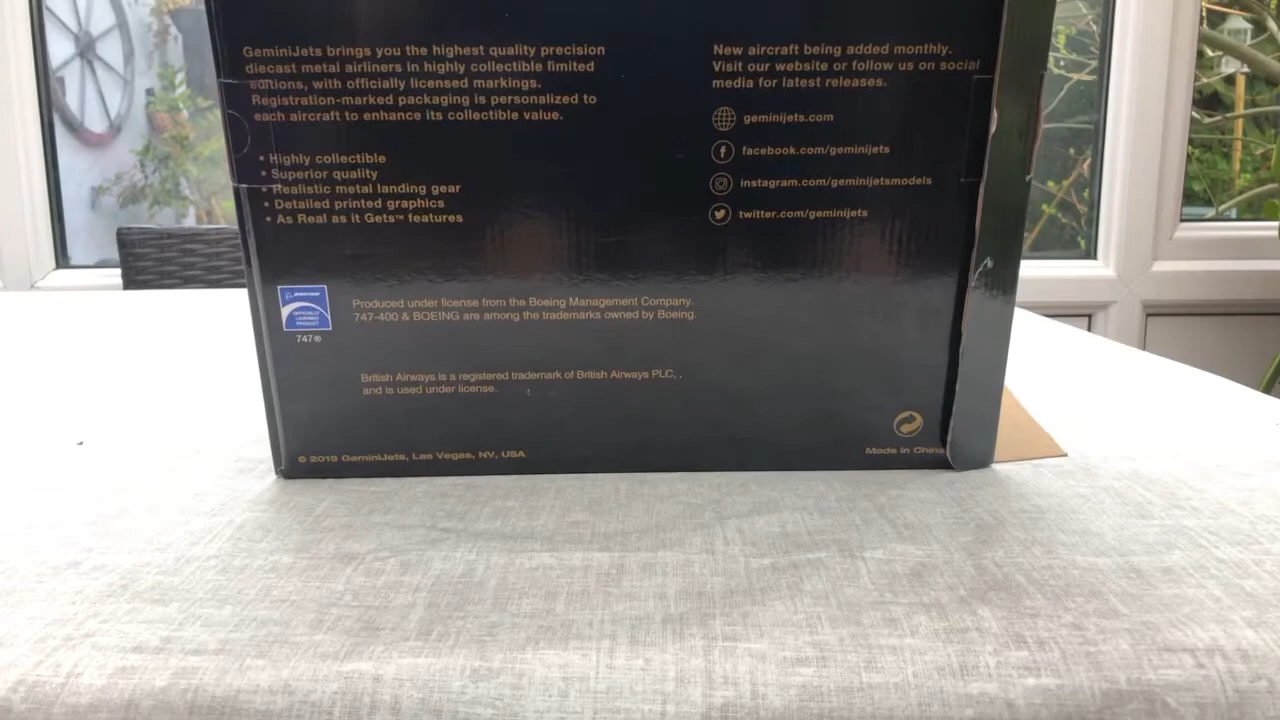 GeminiJets brings you the highest quality precision
diecast metal airliners in highly collectible limited
editions, with officially licensed markings.
Registration-marked packaging is personalized to
each aircraft to enhance its collectible value.
• Highly collectible
• Superior quality
• Realistic metal landing gear
• Detailed printed graphics
• As Real as it Gets™ features
New aircraft being added monthly.
Visit our website or follow us on social
media for latest releases.
geminijets.com
facebook.com/geminijets
instagram.com/geminijetsmodels
twitter.com/geminijets
BOEING
OFFICIALLY
LICENSED
PRODUCT
747®
Produced under license from the Boeing Management Company.
747-400 & BOEING are among the trademarks owned by Boeing.
British Airways is a registered trademark of British Airways PLC, .
and is used under license.
© 2019 GeminiJets, Las Vegas, NV, USA
Made in China